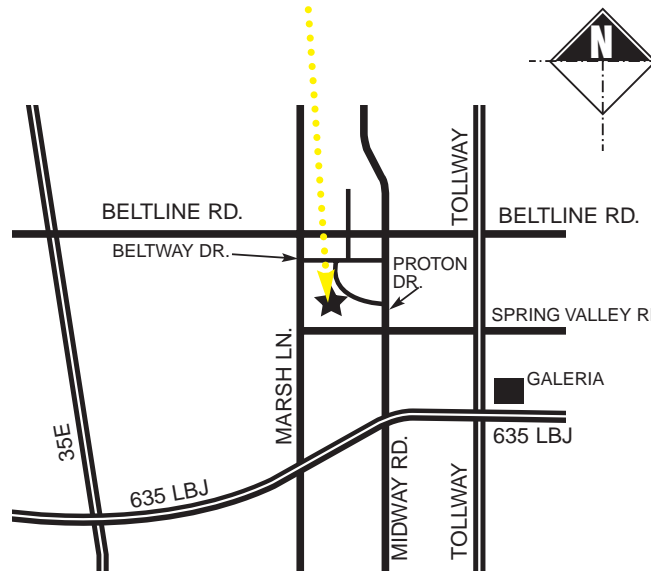 N
TOLLWAY
BELTLINE RD.
BELTLINE RD.
BELTWAY DR.
PROTON
DR.
SPRING VALLEY R
MARSH LN.
GALERIA
35E
635 LBJ
635 LBJ
MIDWAY RD.
TOLLWAY